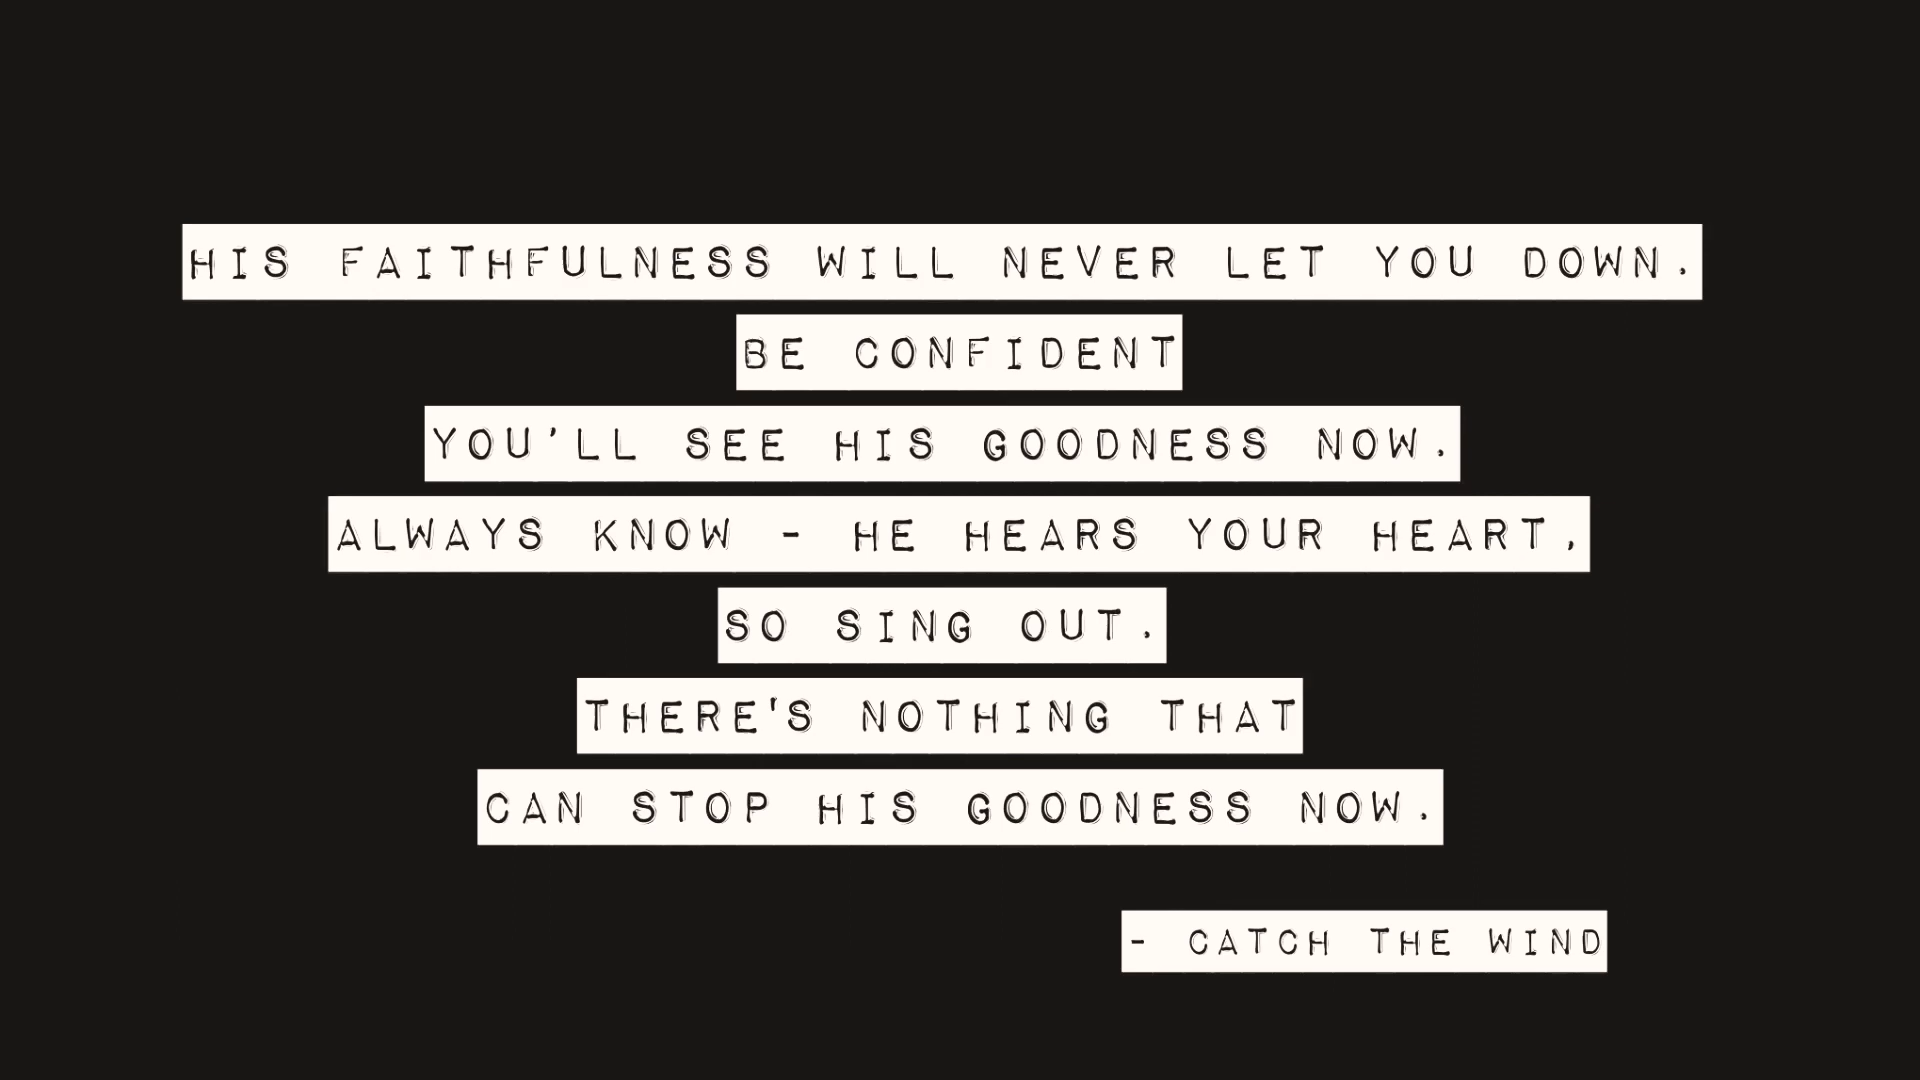 HIS FAITHFULNESS WILL NEVER LET YOU DOWN.
BE CONFIDENT
YOU'LL SEE HIS GOODNESS NOW.
ALWAYS KNOW - HE HEARS YOUR HEART,
SO SING OUT.
THERE'S NOTHING THAT
CAN STOP HIS GOODNESS NOW.
- CATCH THE WIND